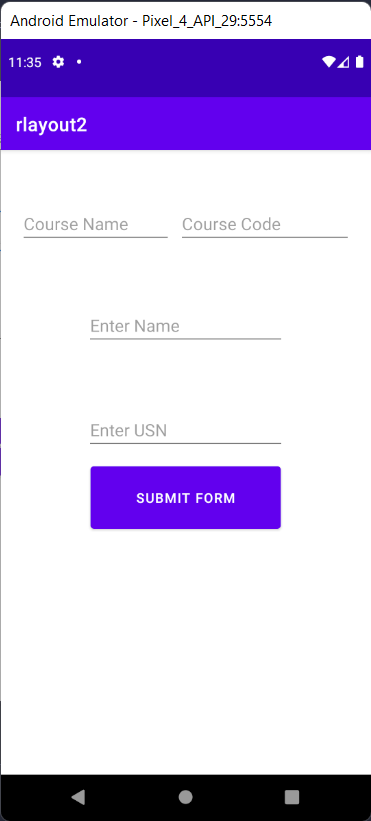 Android Emulator - Pixel_4_API_29:5554
11:35
rlayout2
Course Name Course Code
Enter Name
Enter USN
SUBMIT FORM